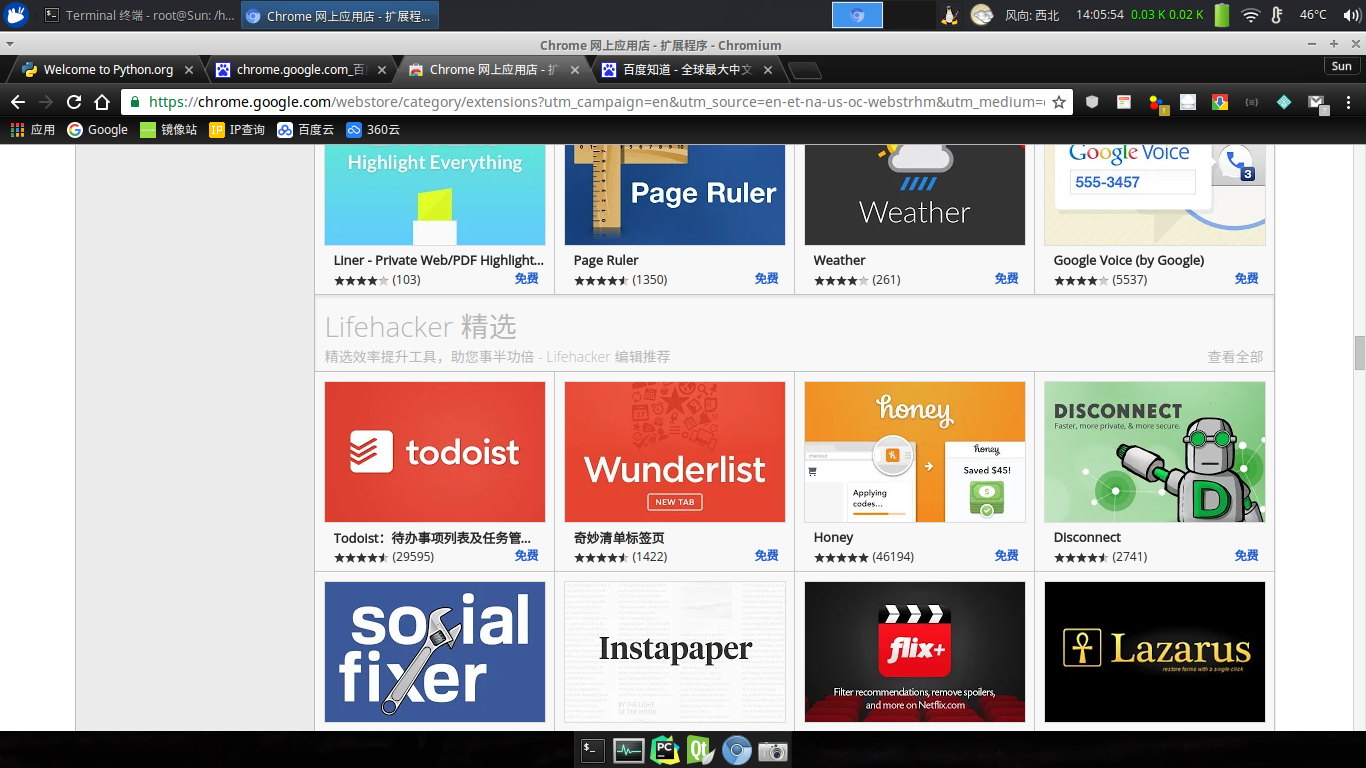 Terminal 终端 - root@Sun: /h...
Chrome 网上应用店 - 扩展程...
风向: 西北
14:05:54
0.03 K 0.02 K
46°C
Chrome 网上应用店 - 扩展程序 - Chromium
Welcome to Python.org
chrome.google.com_百
Chrome 网上应用店 - 扩
百度知道 - 全球最大中文
Sun
https://chrome.google.com/webstore/category/extensions?utm_campaign=en&utm_source=en-et-na-us-oc-webstrhm&utm_medium=
应用
Google
镜像站
IP查询
百度云
360云
Highlight Everything
Page Ruler
Weather
Google Voice
555-3457
3
Liner - Private Web/PDF Highlight...
(103)
免费
Page Ruler
(1350)
免费
Weather
(261)
免费
Google Voice (by Google)
(5537)
免费
Lifehacker 精选
精选效率提升工具，助您事半功倍 - Lifehacker 编辑推荐
查看全部
todoist
Wunderlist
NEW TAB
honey
honey
Saved $45!
Applying
codes...
DISCONNECT
Faster, more private, & more secure.
D
Todoist：待办事项列表及任务管...
(29595)
免费
奇妙清单标签页
(1422)
免费
Honey
(46194)
免费
Disconnect
(2741)
免费
social
fixer
Instapaper
flix+
Filter recommendations, remove spoilers,
and more on Netflix.com
Lazarus
restore forms with a single click